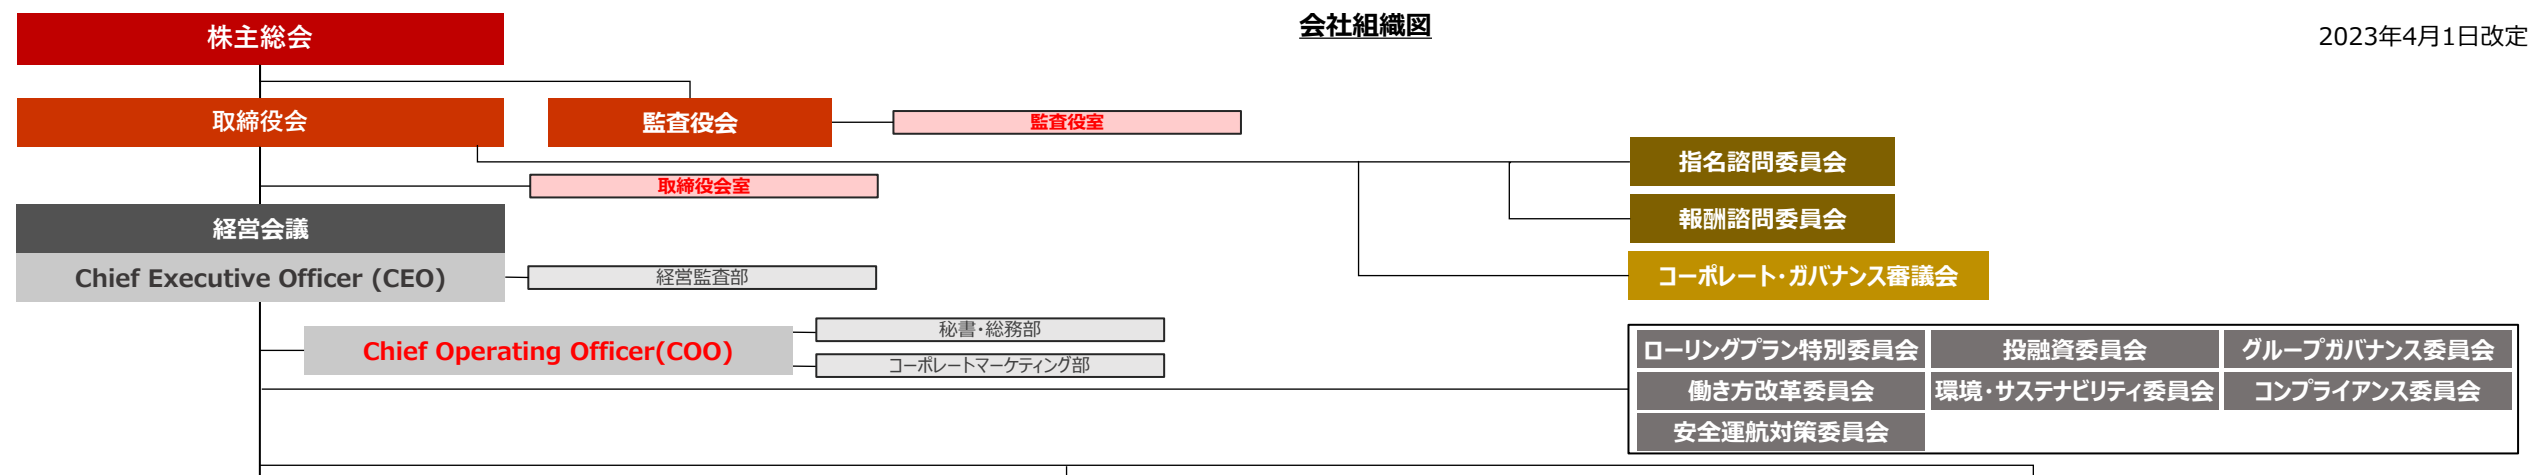 会社組織図
2023年4月1日改定
株主総会
取締役会
監査役会
監査役室
指名諮問委員会
取締役会室
報酬諮問委員会
経営会議
Chief Executive Officer (CEO)
経営監査部
コーポレート・ガバナンス審議会
秘書・総務部
Chief Operating Officer(COO)
コーポレートマーケティング部
ローリングプラン特別委員会
投融資委員会
グループガバナンス委員会
働き方改革委員会
環境・サステナビリティ委員会
コンプライアンス委員会
安全運航対策委員会